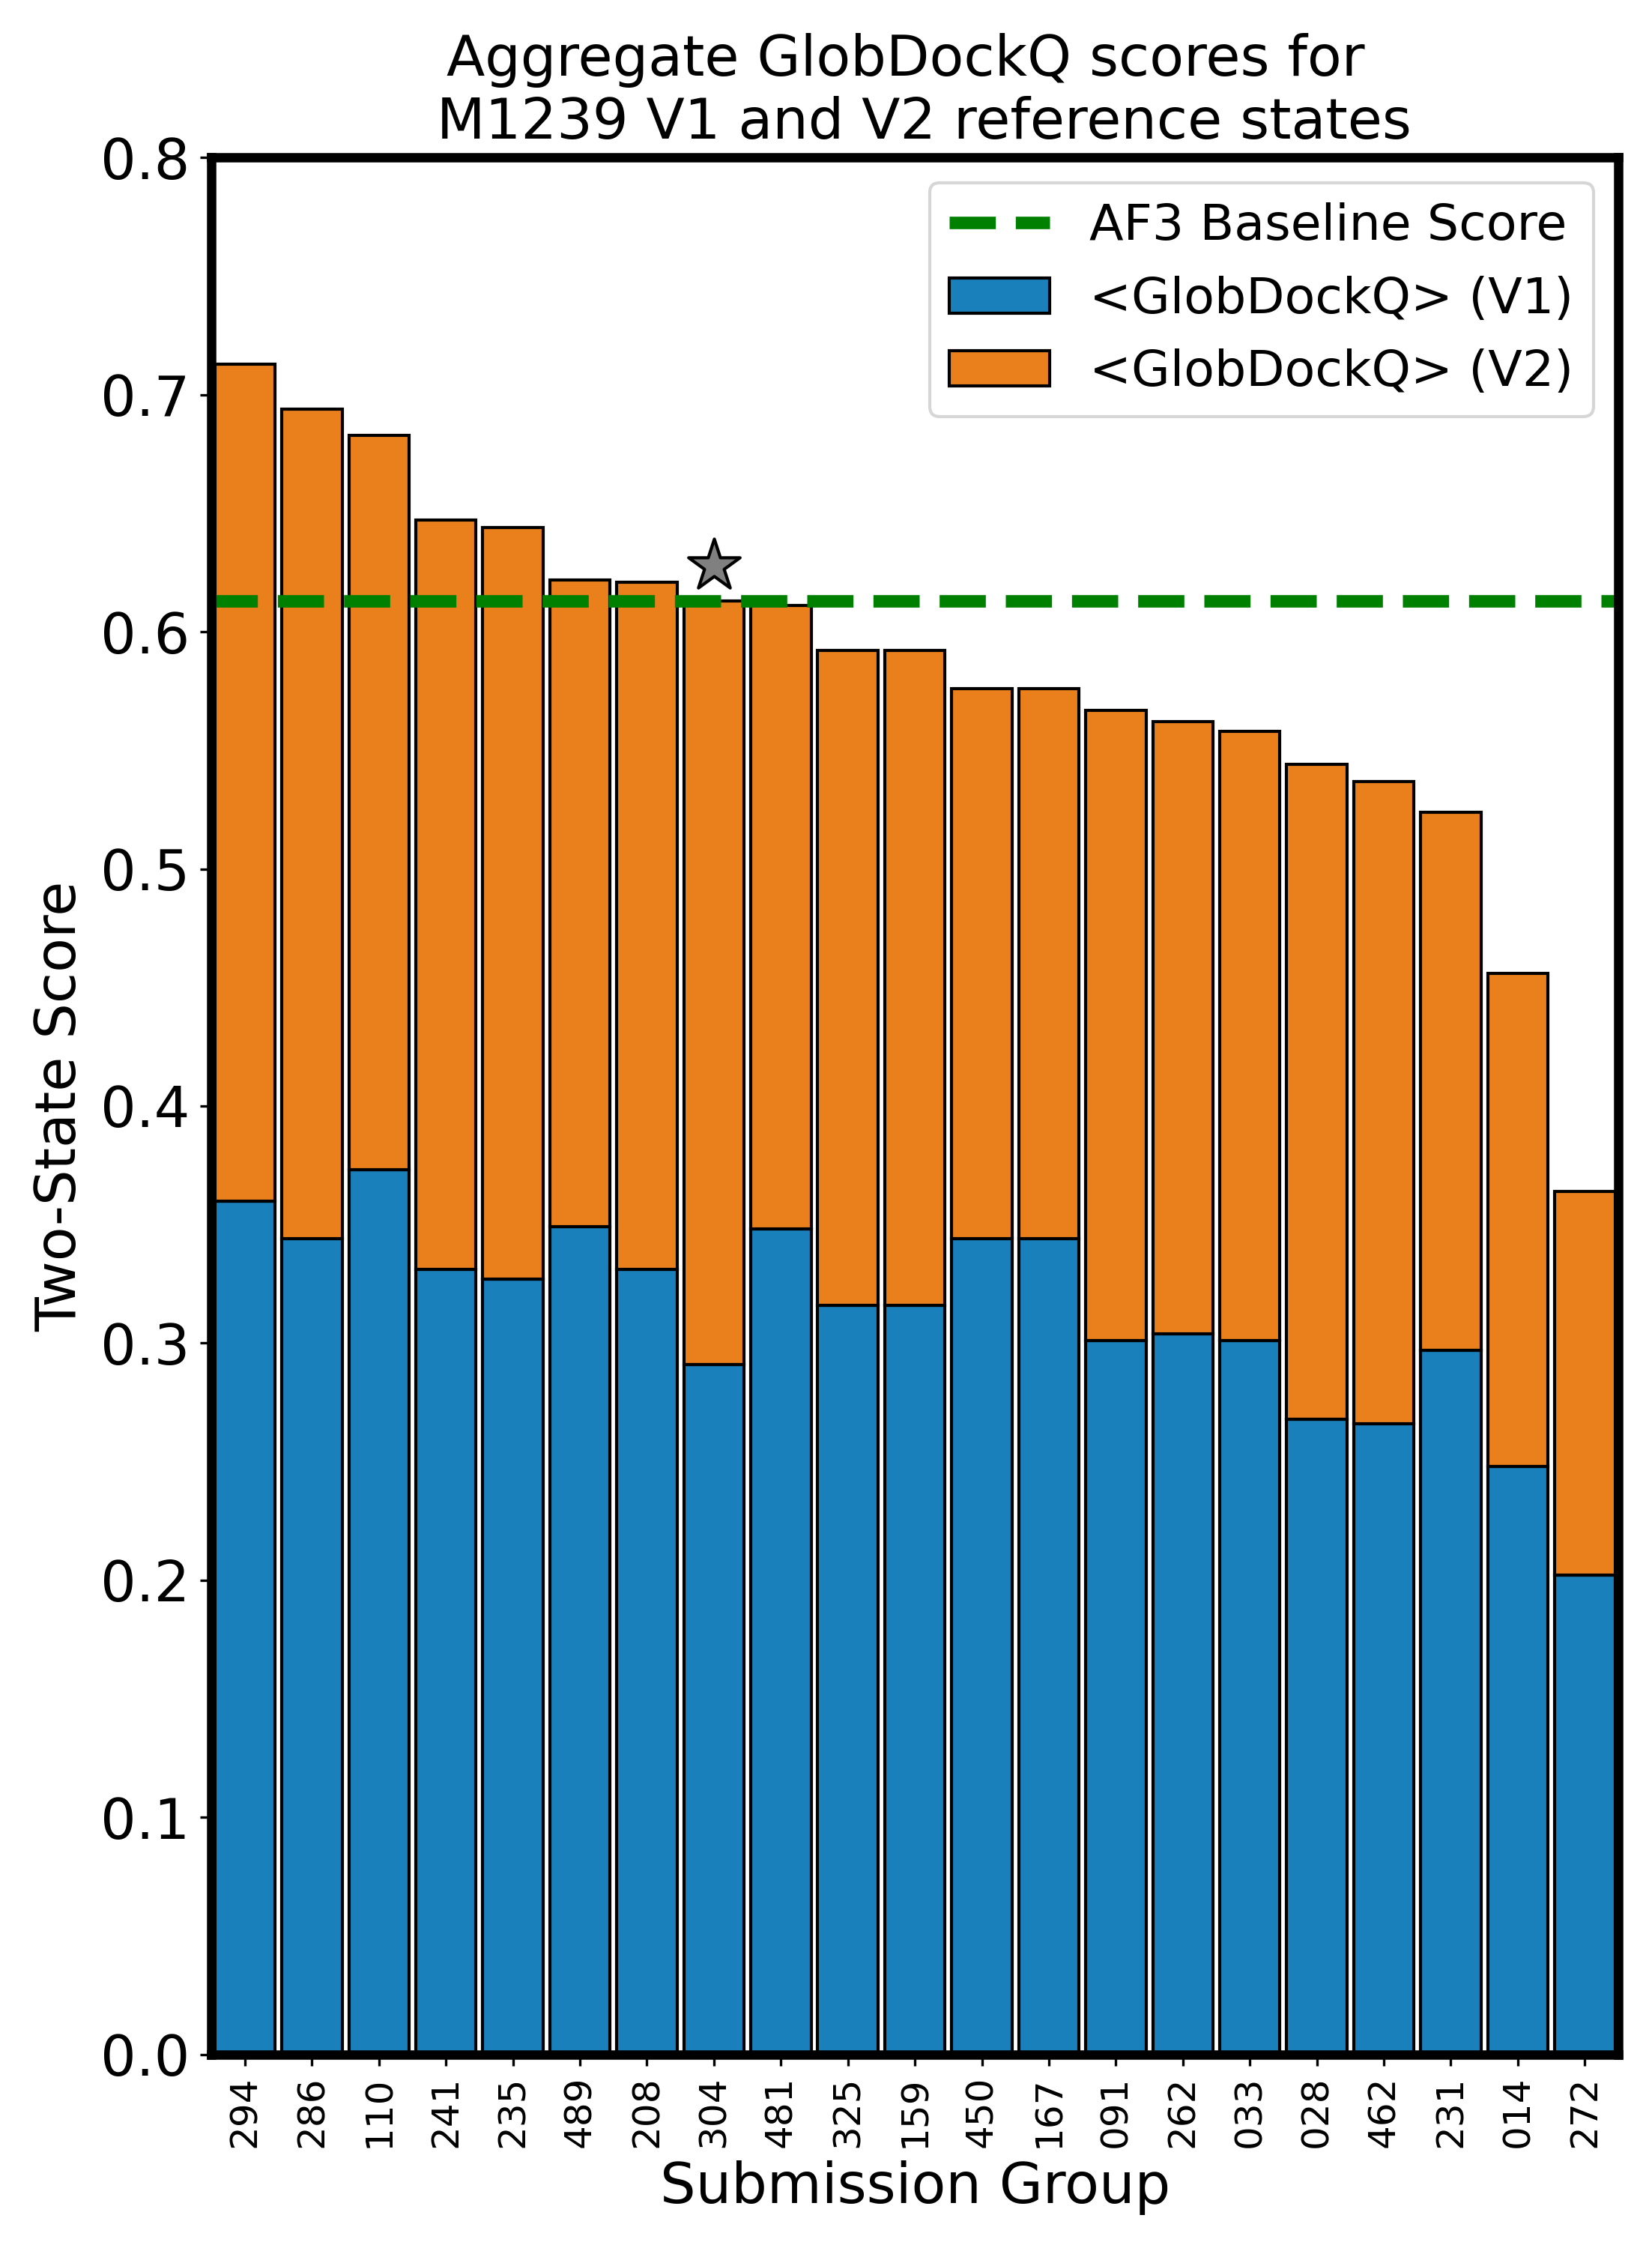 Aggregate GlobDockQ scores for
M1239 V1 and V2 reference states
AF3 Baseline Score
<GlobDockQ> (V1)
<GlobDockQ> (V2)
Two-State Score
0.8
0.7
0.6
0.5
0.4
0.3
0.2
0.1
0.0
294 286 110 241 235 489 208 304 481 325 159 450 167 091 262 033 028 462 231 014 272
Submission Group